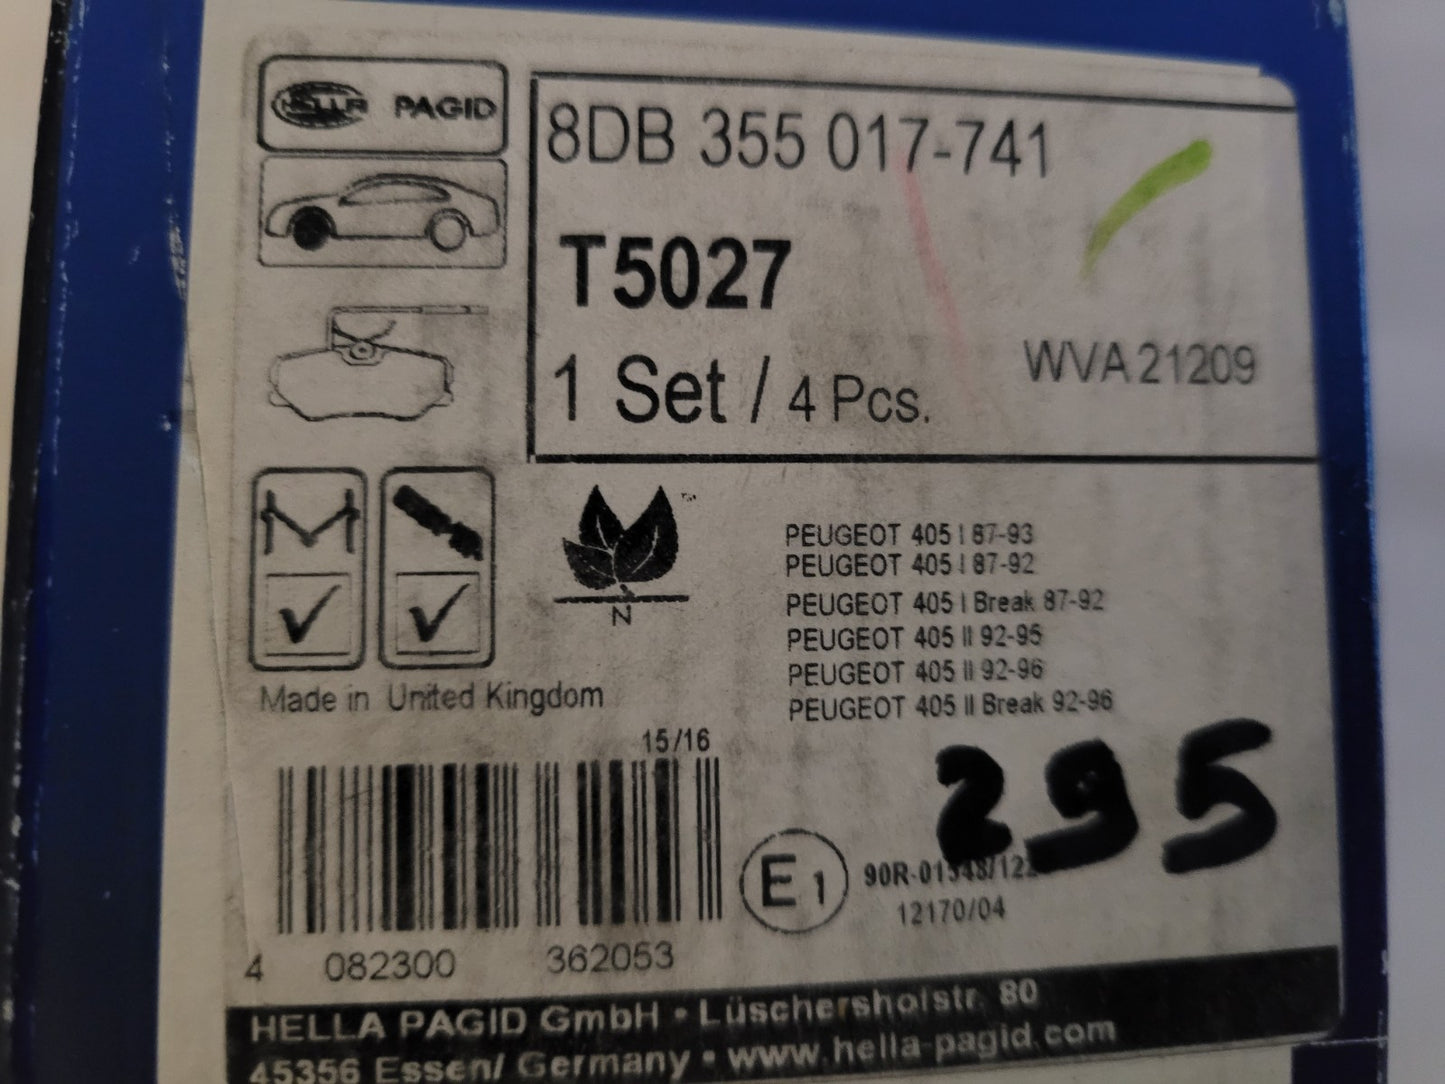 HELLA PAGID
8DB 355 017-741
T5027
1 Set / 4 Pcs.
WVA 21209
TM
N
PEUGEOT 405 I 87-93
PEUGEOT 405 I 87-92
PEUGEOT 405 I Break 87-92
PEUGEOT 405 II 92-95
PEUGEOT 405 II 92-96
PEUGEOT 405 II Break 92-96
Made in United Kingdom
15/16
295
E1
12170/04
4 082300 362053
HELLA PAGID GmbH • Lüschershofstr. 80
45356 Essen/ Germany • www.hella-pagid.com